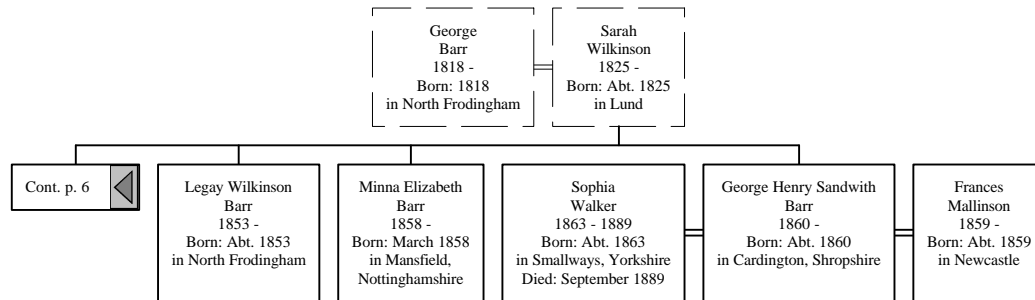 George
Barr
1818 -
Born: 1818
in North Frodingham
Sarah
Wilkinson
1825 -
Born: Abt. 1825
in Lund
Cont. p. 6
Legay Wilkinson
Barr
1853 -
Born: Abt. 1853
in North Frodingham
Minna Elizabeth
Barr
1858 -
Born: March 1858
in Mansfield,
Nottinghamshire
Sophia
Walker
1863 - 1889
Born: Abt. 1863
in Smallways, Yorkshire
Died: September 1889
George Henry Sandwith
Barr
1860 -
Born: Abt. 1860
in Cardington, Shropshire
Frances
Mallinson
1859 -
Born: Abt. 1859
in Newcastle